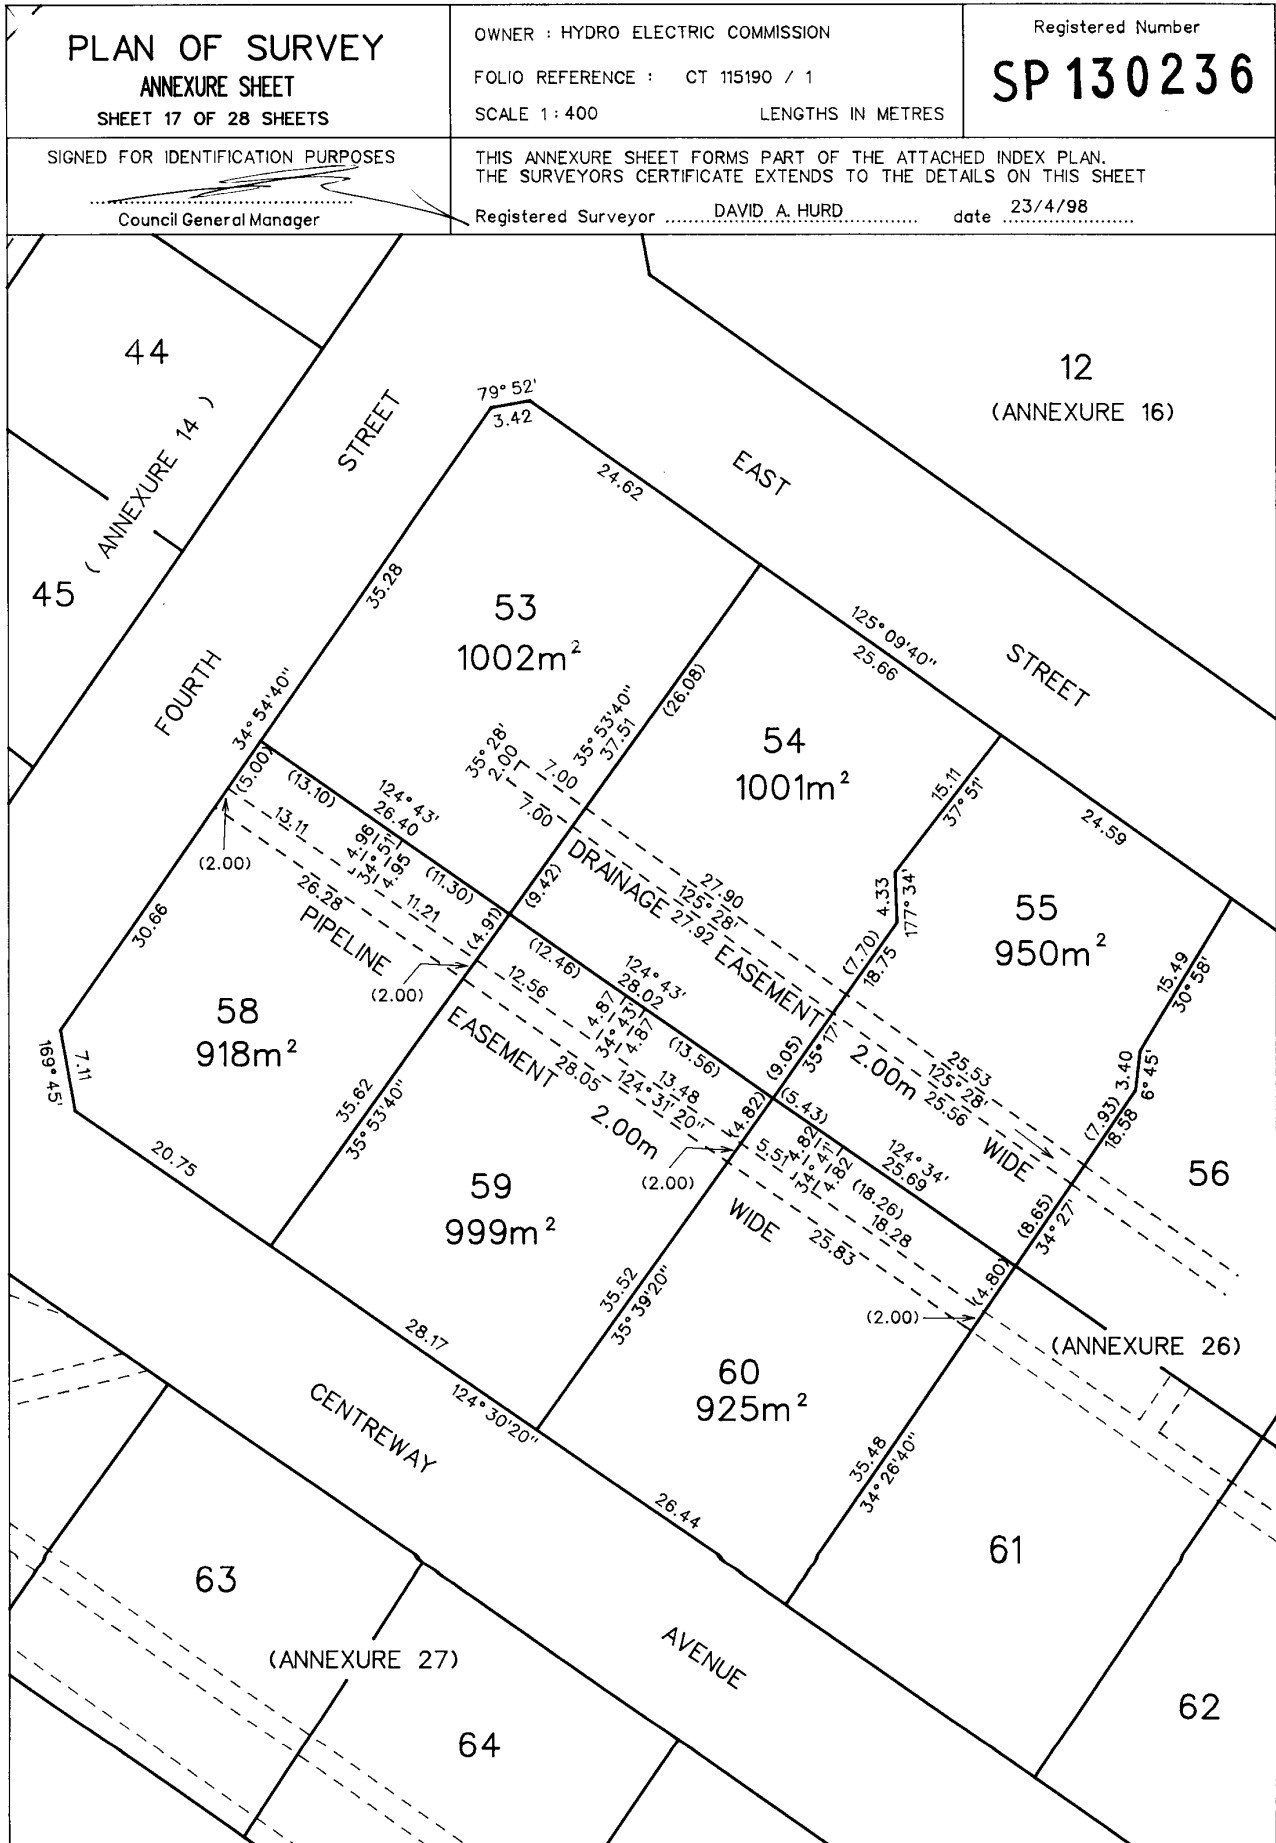 PLAN OF SURVEY
ANNEXURE SHEET
SHEET 17 OF 28 SHEETS
OWNER : HYDRO ELECTRIC COMMISSION
FOLIO REFERENCE : CT 115190 / 1
SCALE 1 : 400 LENGTHS IN METRES
Registered Number
SP 130236
SIGNED FOR IDENTIFICATION PURPOSES
Council General Manager
THIS ANNEXURE SHEET FORMS PART OF THE ATTACHED INDEX PLAN.
THE SURVEYORS CERTIFICATE EXTENDS TO THE DETAILS ON THIS SHEET
Registered Surveyor DAVID A. HURD date 23/4/98
44
( ANNEXURE 14 )
45
12
(ANNEXURE 16)
FOURTH
STREET
EAST
STREET
79° 52'
3.42
24.62
35.28
53
1002m²
34° 54'40"
125° 09'40"
25.66
(26.08)
35° 53'40"
37.51
54
1001m²
35° 28'
2.00
7.00
7.00
15.11
37° 51'
24.59
(5.00)
(13.10)
124° 43'
26.40
13.11
4.96
34° 51'
4.95
(11.30)
11.21
(2.00)
26.28
(9.42)
(4.91)
DRAINAGE
EASEMENT
27.90
125° 28'
27.92
4.33
177° 34'
(7.70)
18.75
55
950m²
15.49
30° 58'
30.66
PIPELINE
(2.00)
(12.46)
124° 43'
28.02
12.56
4.87
4.87
(13.56)
13.48
58
918m²
EASEMENT
28.05
124° 31' 20"
2.00m
(9.05)
35° 17'
2.00m
25.53
125° 28'
25.56
WIDE
3.40
6° 45'
(7.93)
18.58
56
7.11
169° 45'
35.62
35° 53'40"
(4.82)
(5.43)
124° 34'
25.69
5.51
4.82
4.82
(18.26)
18.28
(2.00)
(8.65)
34° 27'
20.75
59
999m²
WIDE
25.83
(4.80)
(2.00)
35.52
35° 39'20"
28.17
124° 30'20"
60
925m²
(ANNEXURE 26)
CENTREWAY
35.48
34° 26'40"
26.44
61
63
(ANNEXURE 27)
AVENUE
62
64